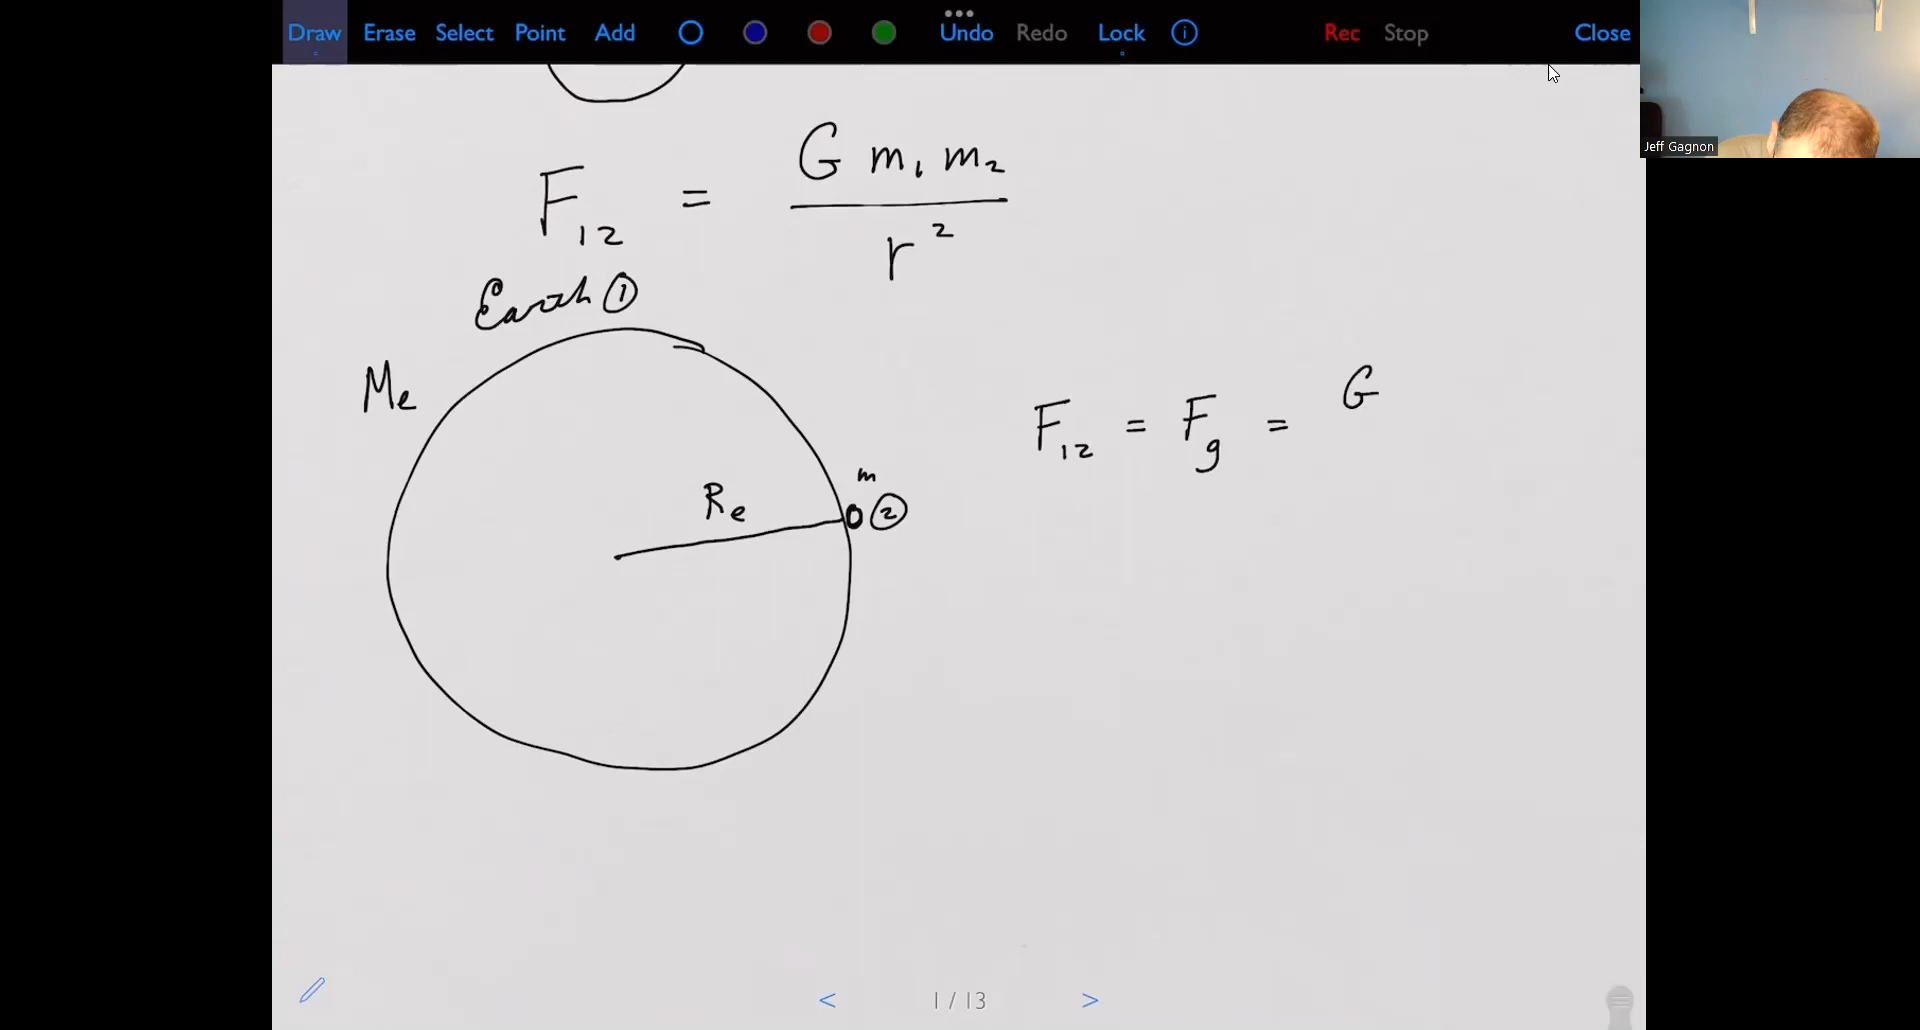 Draw Erase Select Point Add Undo Redo Lock i Rec Stop Close
Jeff Gagnon
F₁₂ = G m₁ m₂ / r²
Earth ①
Me
F₁₂ = Fg = G
m
Re
②
< 1 / 13 >